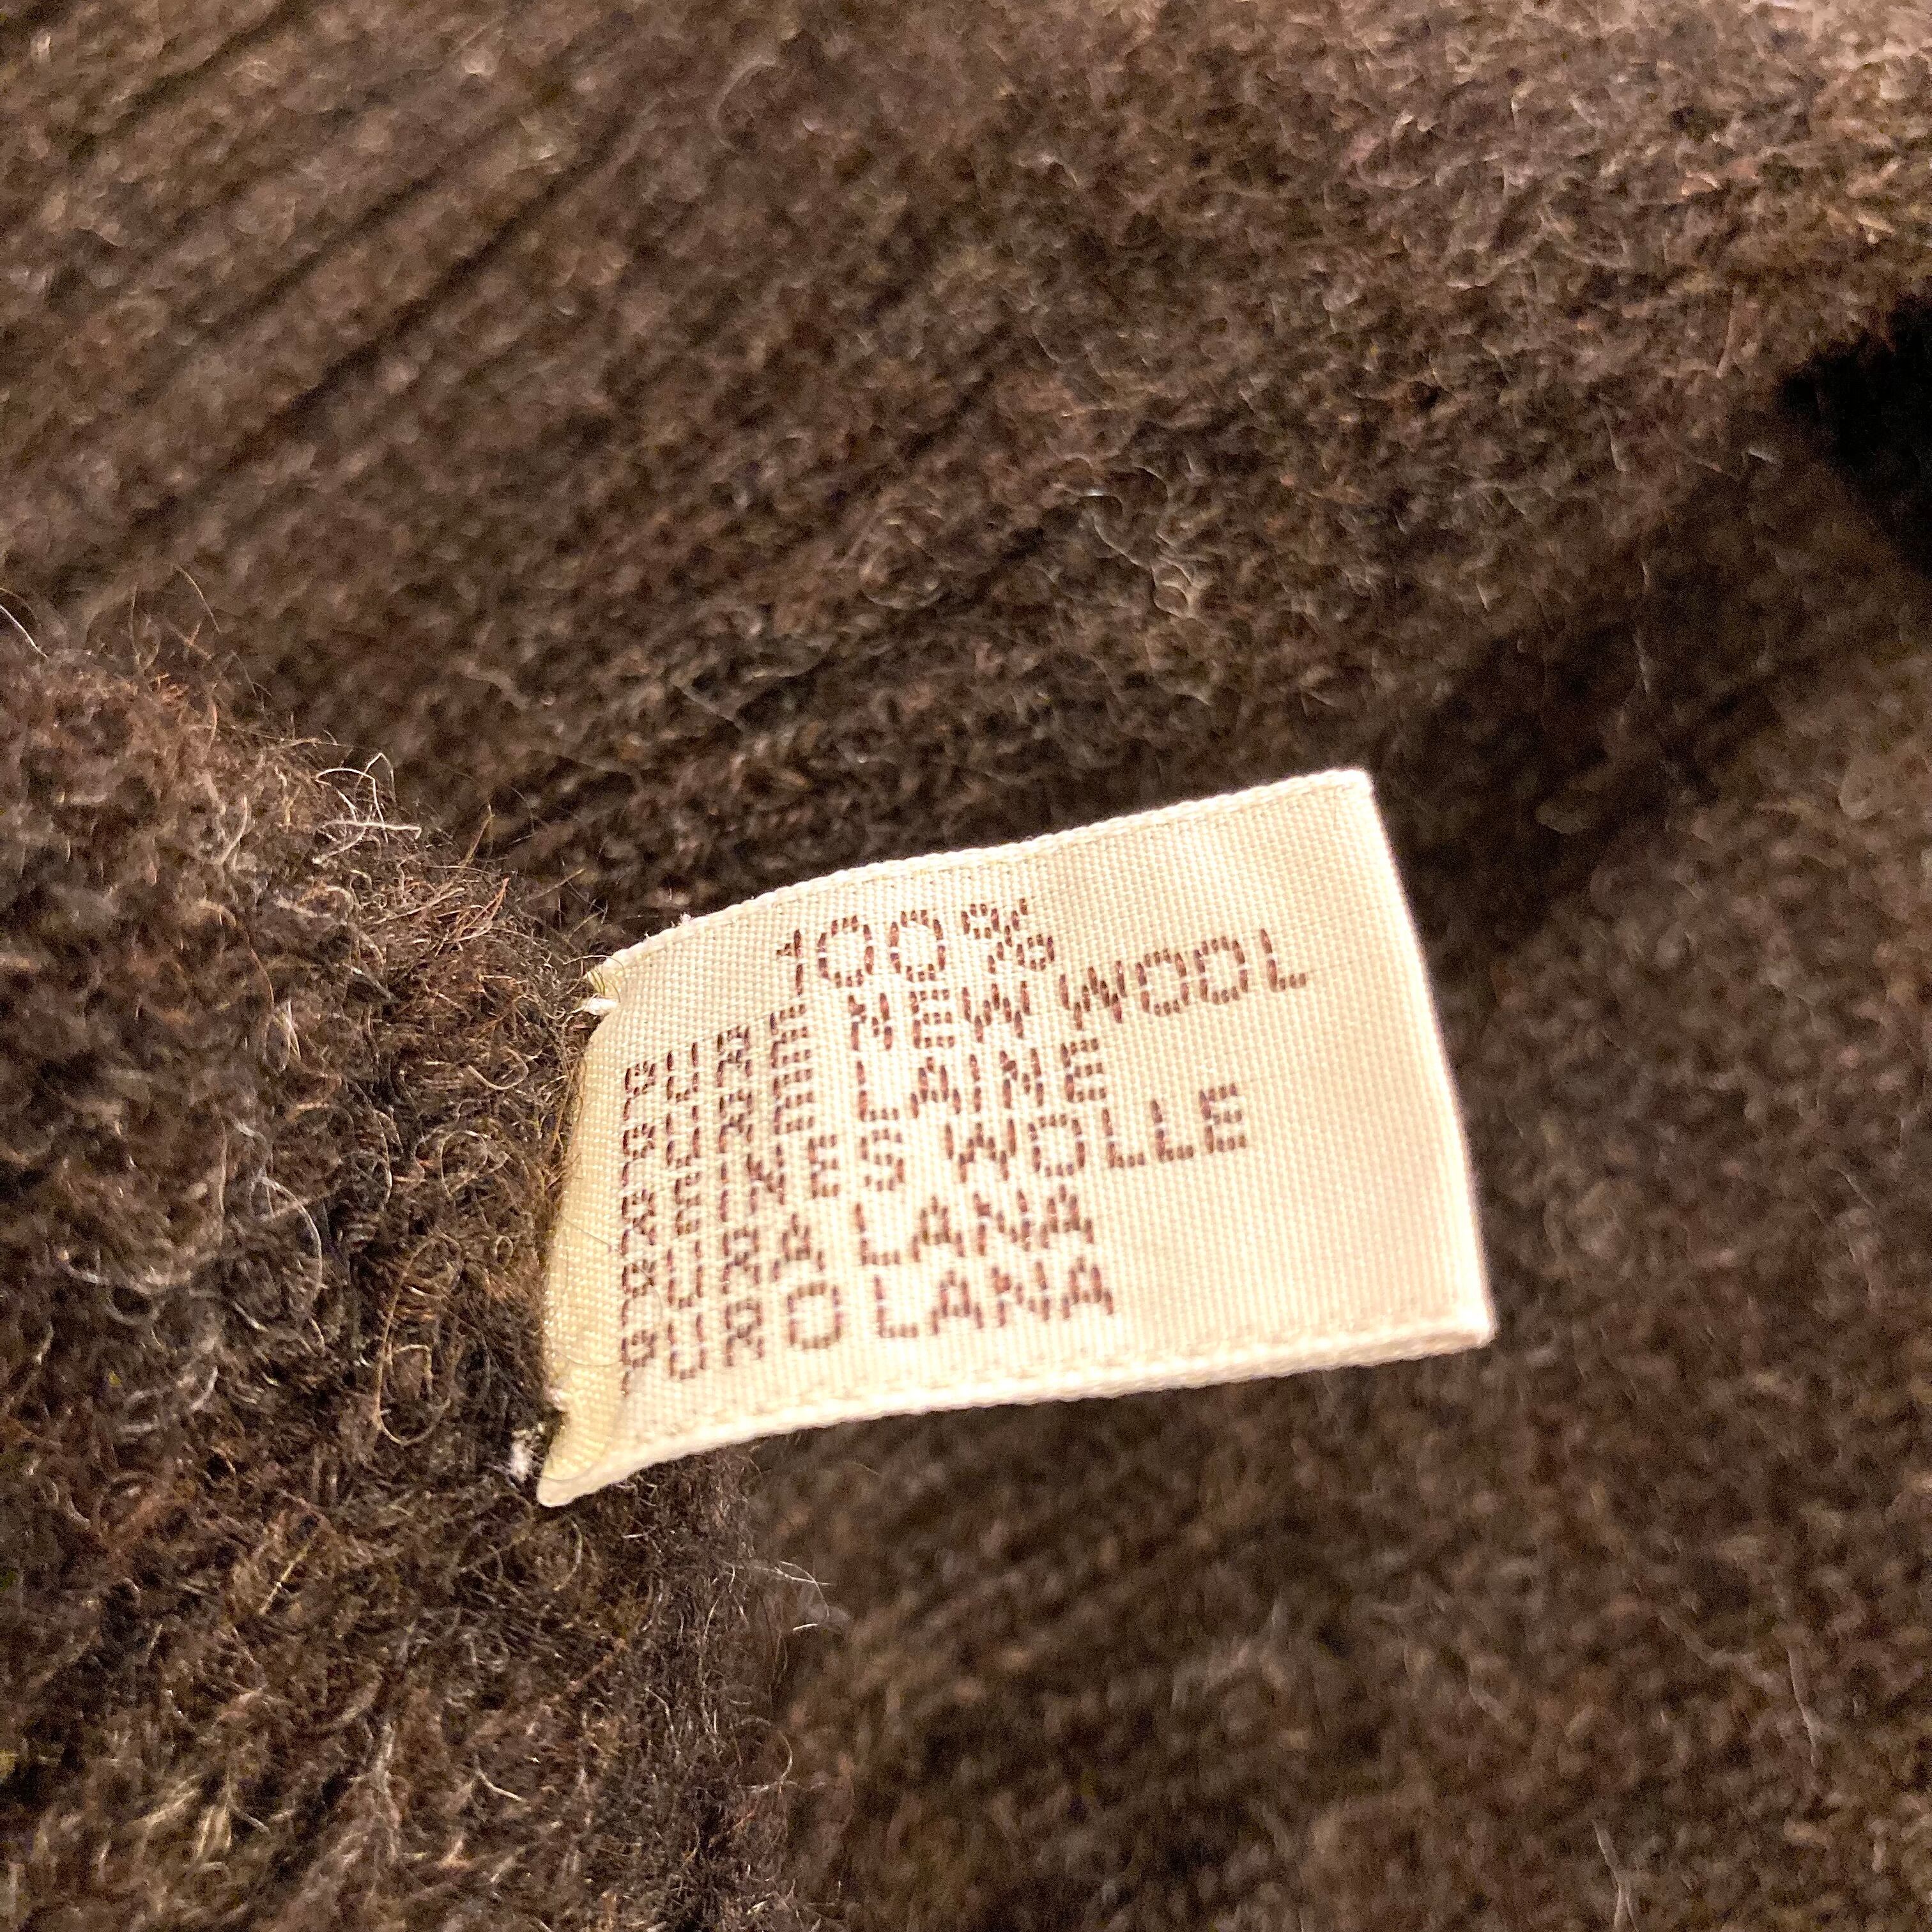 100%
PURE NEW WOOL
PURE LAINE
REINES WOLLE
PURA LANA
PURO LANA